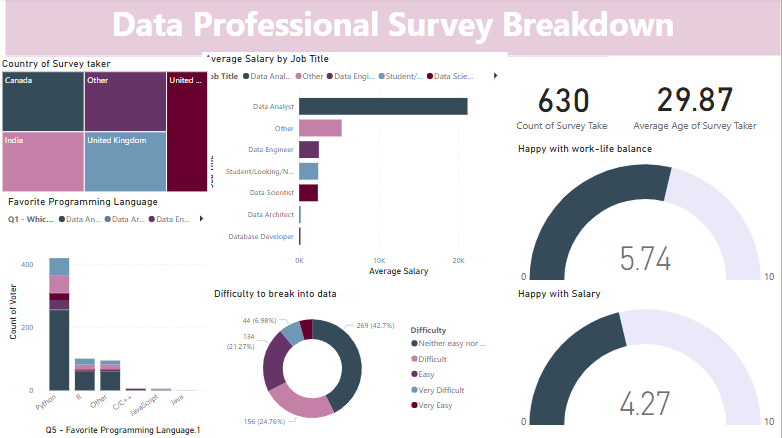 Data Professional Survey Breakdown
Country of Survey taker
Canada
Other
United ...
India
United Kingdom
Average Salary by Job Title
Job Title Data Anal... Other Data Engi... Student/... Data Scie...
Data Analyst
Other
Data Engineer
Student/Looking/N...
Data Scientist
Data Architect
Database Developer
0K 10K 20K
Average Salary
630
Count of Survey Take
29.87
Average Age of Survey Taker
Happy with work-life balance
5.74
0 10
Favorite Programming Language
Q1 - Whic... Data An... Data Ar... Data En...
Count of Voter
400
200
0
Python R Other C/C++ JavaScript Java
Q5 - Favorite Programming Language.1
Difficulty to break into data
44 (6.98%)
134
(21.27%)
269 (42.7%)
156 (24.76%)
Difficulty
Neither easy nor ...
Difficult
Easy
Very Difficult
Very Easy
Happy with Salary
4.27
0 10